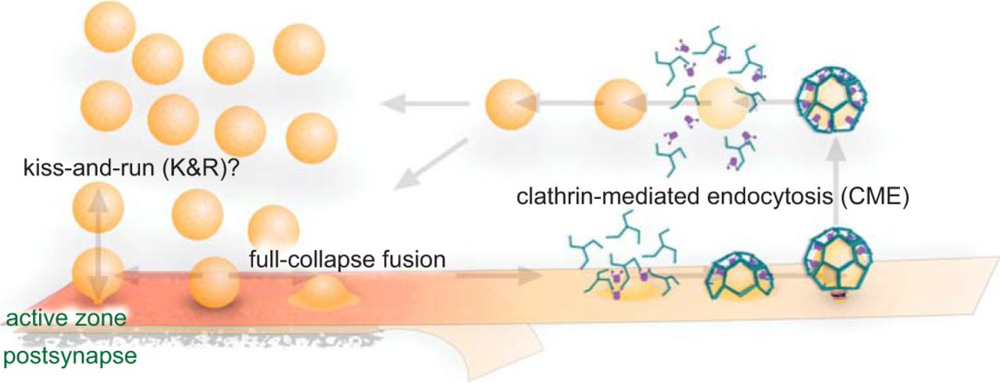 kiss-and-run (K&R)?
clathrin-mediated endocytosis (CME)
full-collapse fusion
active zone
postsynapse